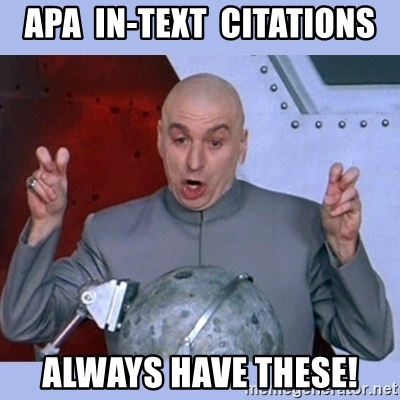 APA IN-TEXT CITATIONS
ALWAYS HAVE THESE!
memegenerator.net